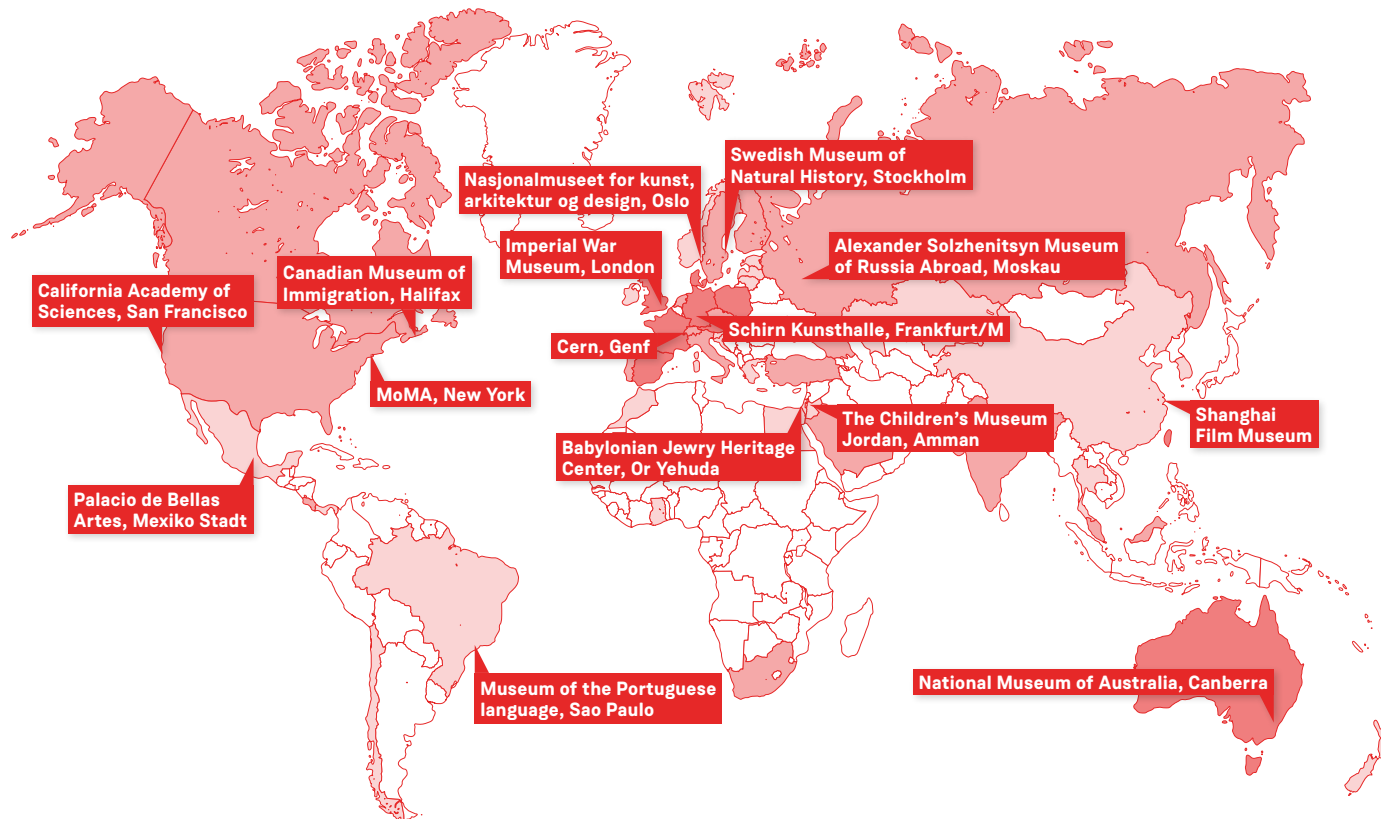 Swedish Museum of
Natural History, Stockholm
Nasjonalmuseet for kunst,
arkitektur og design, Oslo
Imperial War
Museum, London
Alexander Solzhenitsyn Museum
of Russia Abroad, Moskau
Canadian Museum of
Immigration, Halifax
California Academy of
Sciences, San Francisco
Schirn Kunsthalle, Frankfurt/M
Cern, Genf
MoMA, New York
The Children's Museum
Jordan, Amman
Shanghai
Film Museum
Babylonian Jewry Heritage
Center, Or Yehuda
Palacio de Bellas
Artes, Mexiko Stadt
Museum of the Portuguese
language, Sao Paulo
National Museum of Australia, Canberra